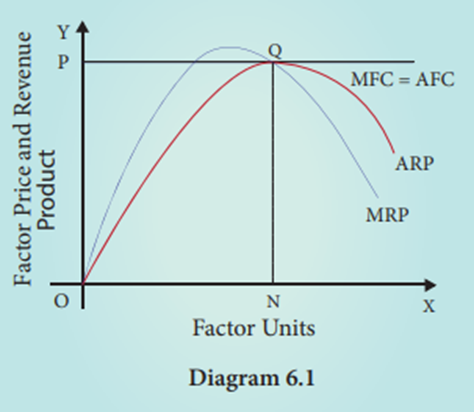 Y
P
Q
MFC = AFC
ARP
MRP
Factor Price and Revenue
Product
O
N
X
Factor Units
Diagram 6.1